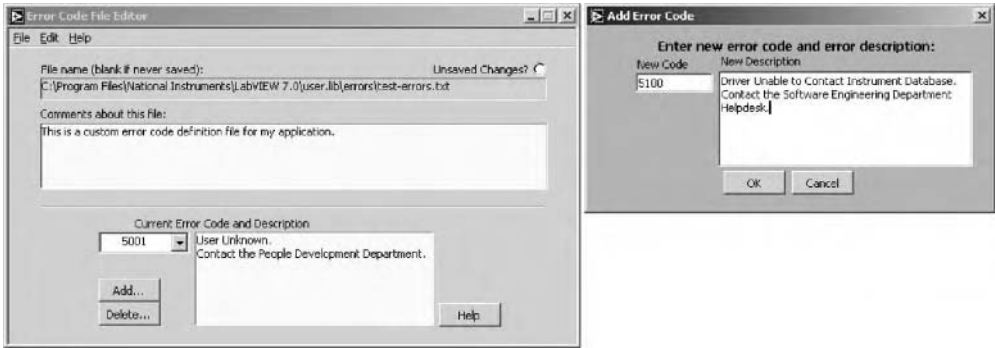 Error Code File Editor
File Edit Help
File name (blank if never saved):
Unsaved Changes?
C:\Program Files\National Instruments\LabVIEW 7.0\user.lib\errors\test-errors.txt
Comments about this file:
This is a custom error code definition file for my application.
Current Error Code and Description
5001
User Unknown.
Contact the People Development Department.
Add...
Delete...
Help
Add Error Code
Enter new error code and error description:
New Code
New Description
5100
Driver Unable to Contact Instrument Database.
Contact the Software Engineering Department
Helpdesk.
OK
Cancel